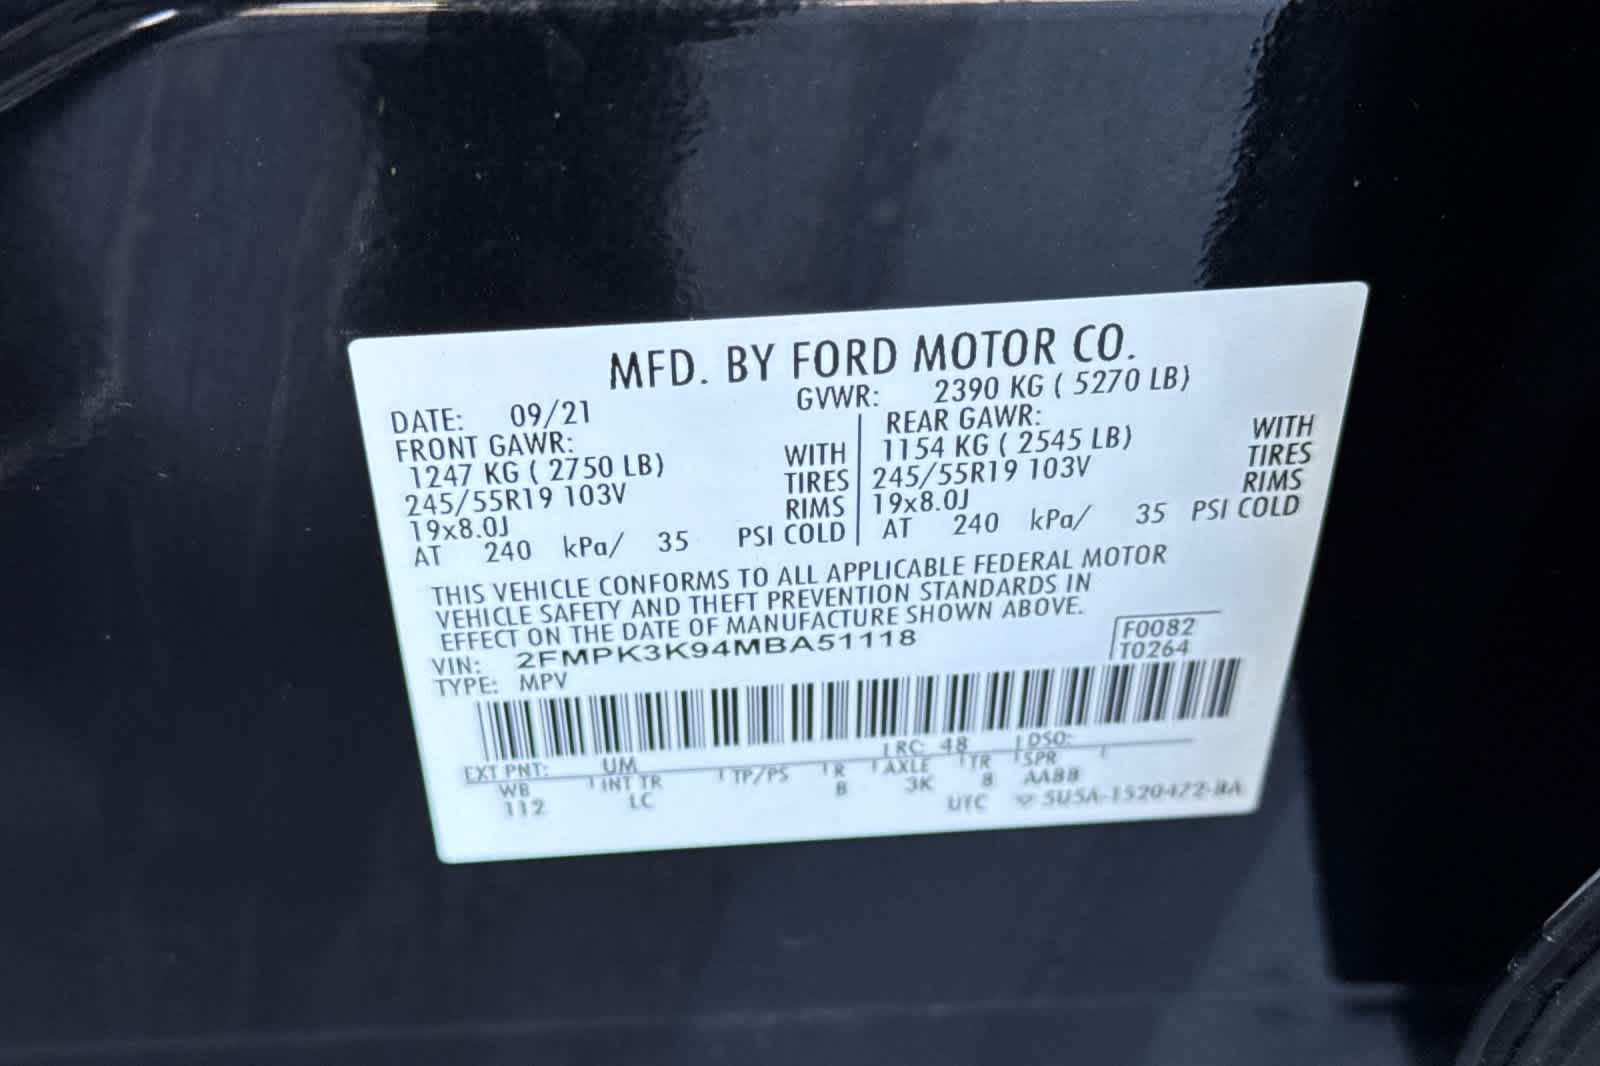 MFD. BY FORD MOTOR CO.
DATE: 09/21 GVWR: 2390 KG ( 5270 LB)
FRONT GAWR: REAR GAWR:
1247 KG ( 2750 LB) WITH 1154 KG ( 2545 LB) WITH
245/55R19 103V TIRES 245/55R19 103V TIRES
19x8.0J RIMS 19x8.0J RIMS
AT 240 kPa/ 35 PSI COLD AT 240 kPa/ 35 PSI COLD
THIS VEHICLE CONFORMS TO ALL APPLICABLE FEDERAL MOTOR
VEHICLE SAFETY AND THEFT PREVENTION STANDARDS IN
EFFECT ON THE DATE OF MANUFACTURE SHOWN ABOVE.
VIN: 2FMPK3K94MBA51118 F0082
TYPE: MPV T0264
EXT PNT: UM RC: 48 DSO:
WB INT TR TP/PS R AXLE TR SPR
112 LC B 3K 8 AABB
UTC 5U5A-1520472-BA